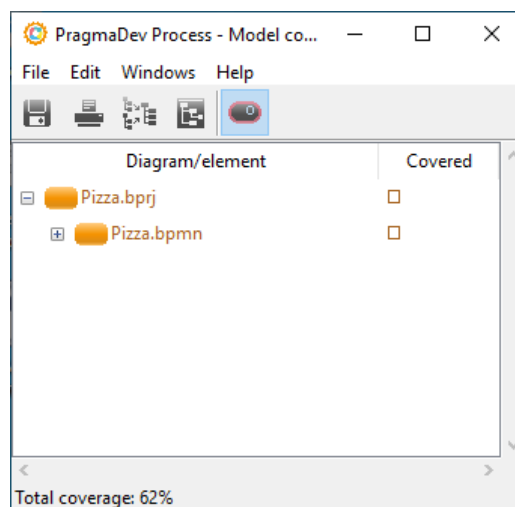 PragmaDev Process - Model co...
File Edit Windows Help
Diagram/element Covered
Pizza.bprj
Pizza.bpmn
Total coverage: 62%